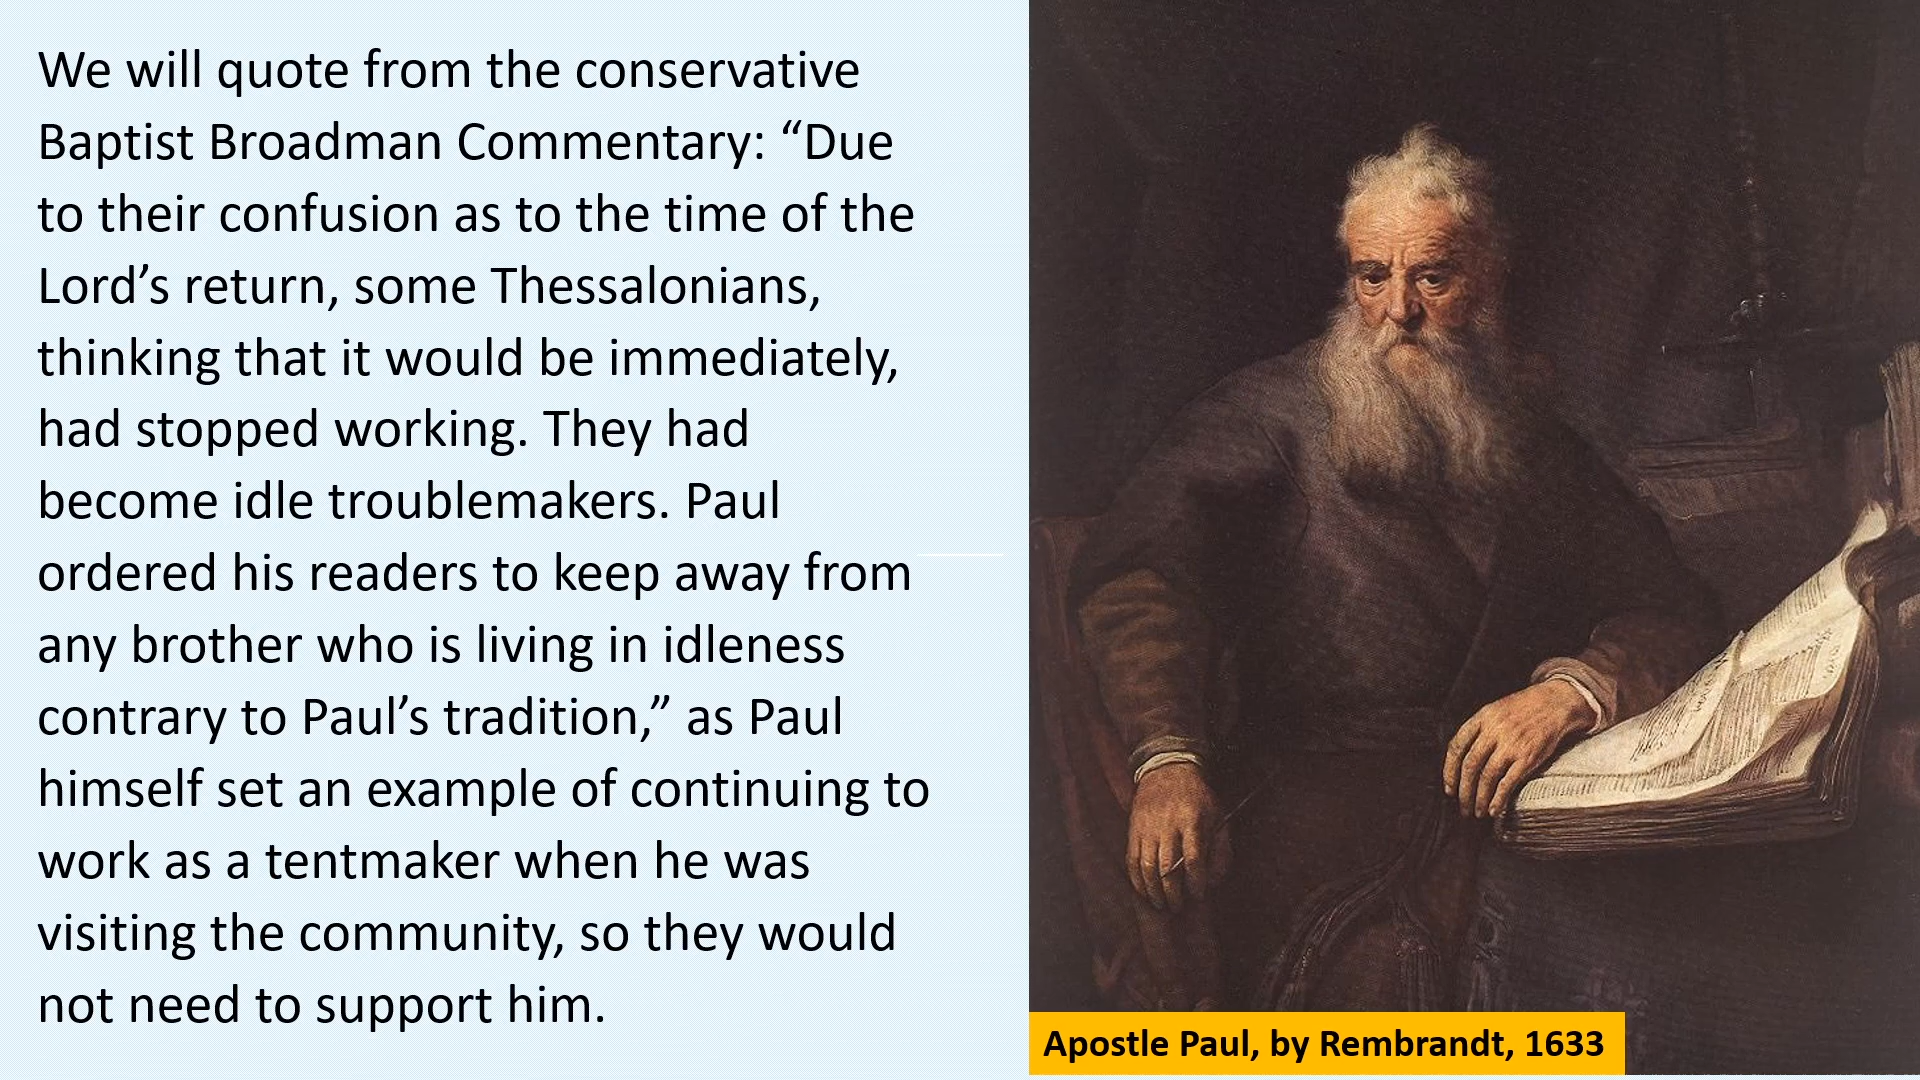 We will quote from the conservative
Baptist Broadman Commentary: “Due
to their confusion as to the time of the
Lord’s return, some Thessalonians,
thinking that it would be immediately,
had stopped working. They had
become idle troublemakers. Paul
ordered his readers to keep away from
any brother who is living in idleness
contrary to Paul’s tradition,” as Paul
himself set an example of continuing to
work as a tentmaker when he was
visiting the community, so they would
not need to support him.
Apostle Paul, by Rembrandt, 1633